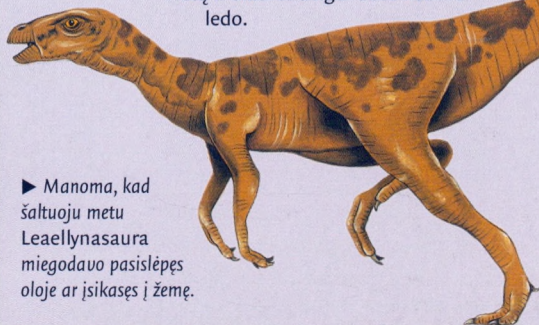 ledo.
▶ Manoma, kad
šaltuoju metu
Leaellynasaura
miegodavo pasislėpęs
oloje ar įsikasęs į žemę.